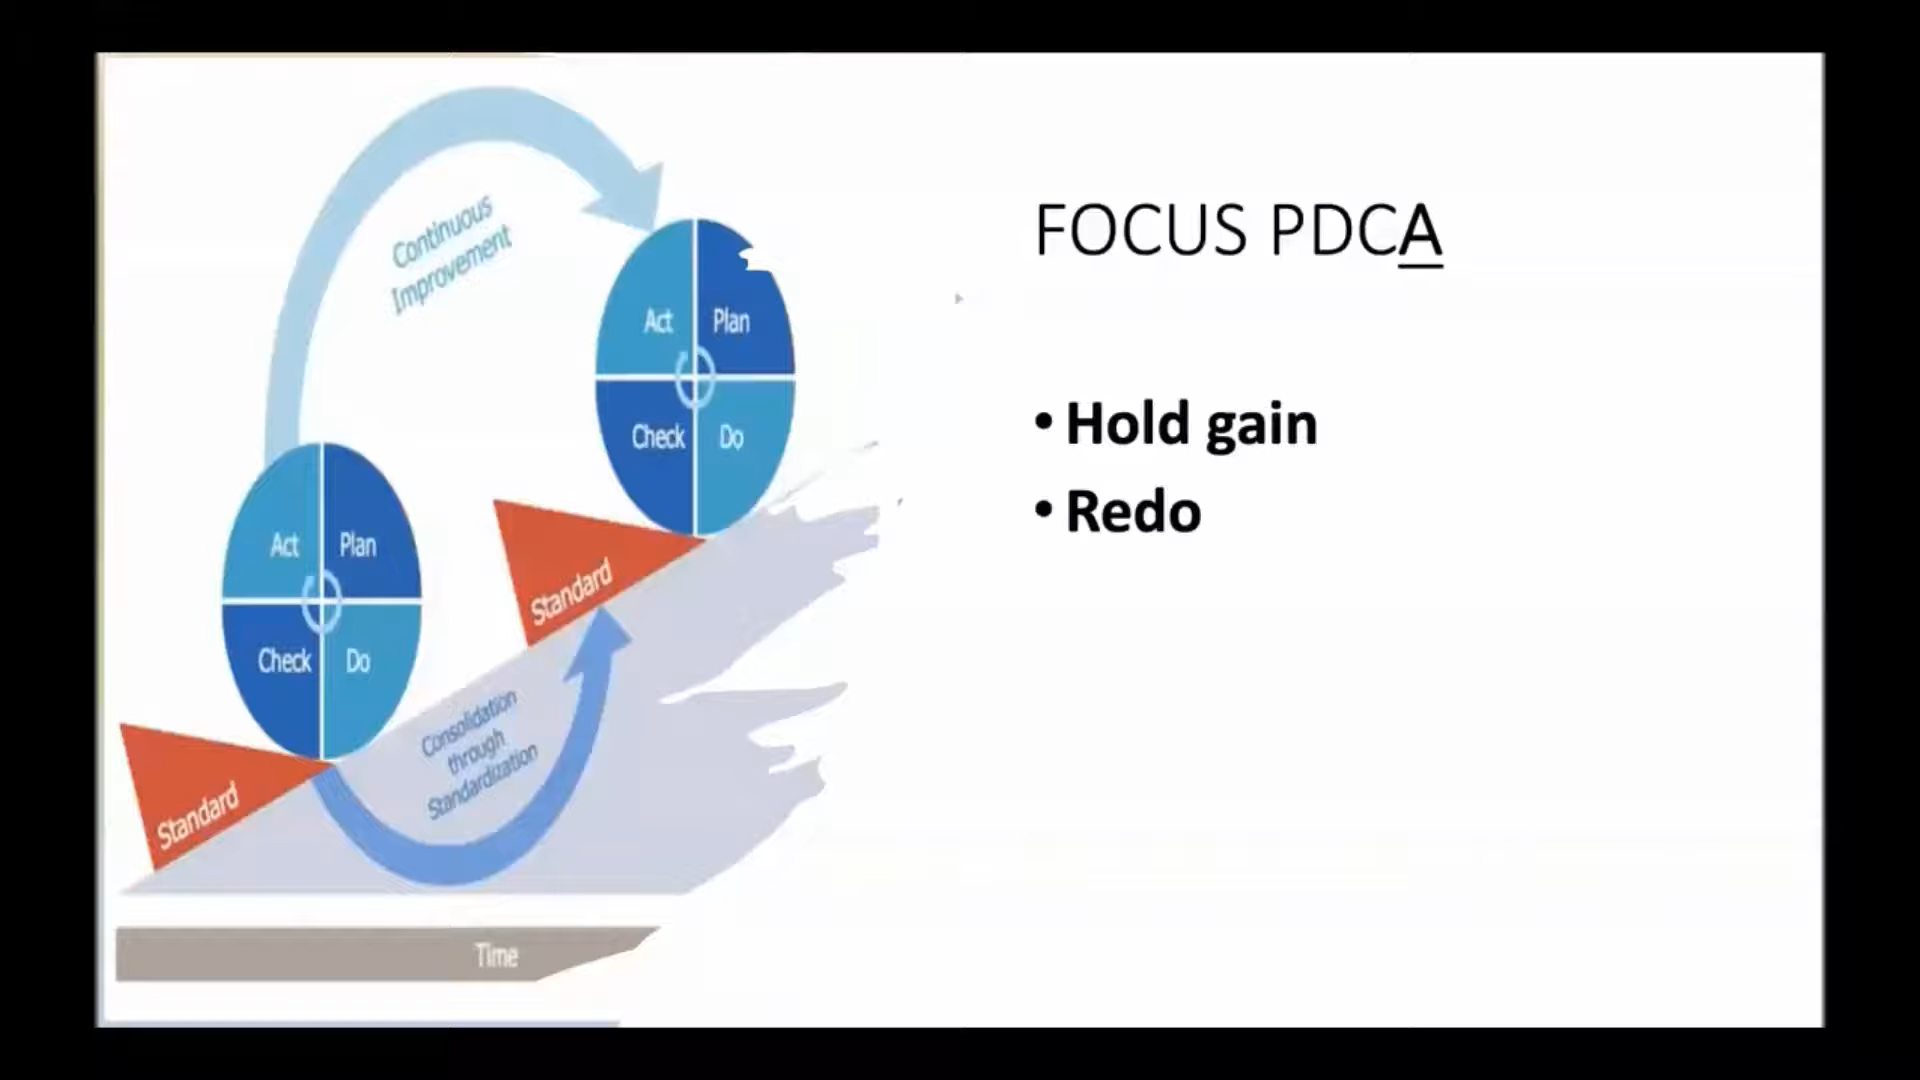 FOCUS PDCA
• Hold gain
• Redo
Continuous
Improvement
Act
Plan
Check
Do
Standard
Act
Plan
Check
Do
Standard
Consolidation
through
Standardization
Time